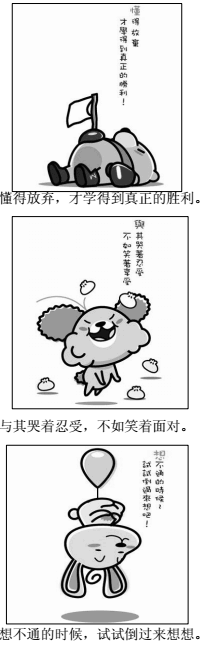 懂得放棄
才學得到真正的勝利！
懂得放弃，才学得到真正的胜利。
與其哭著忍受
不如笑著享受
与其哭着忍受，不如笑着面对。
想不通的時候~
試試倒過來想吧！
想不通的时候，试试倒过来想想。